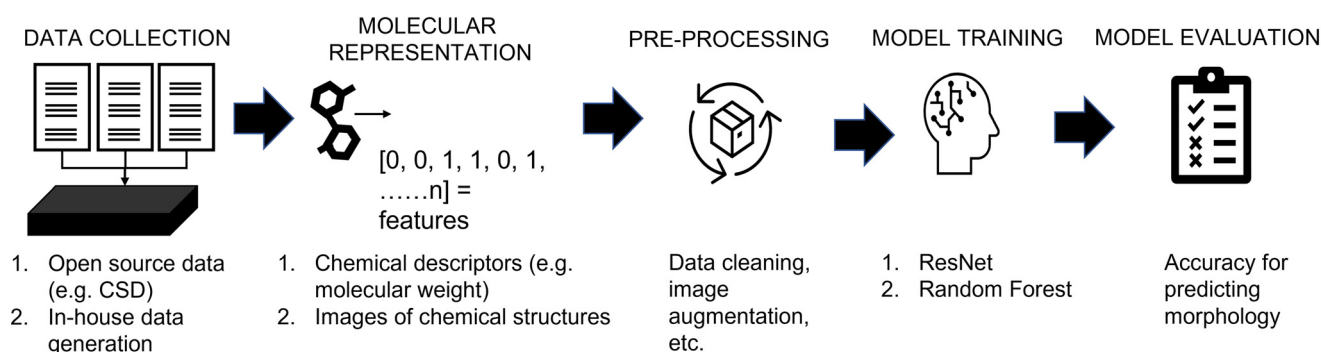 DATA COLLECTION
1. Open source data
(e.g. CSD)
2. In-house data
generation
MOLECULAR
REPRESENTATION
[0, 0, 1, 1, 0, 1,
……n] =
features
1. Chemical descriptors (e.g.
molecular weight)
2. Images of chemical structures
PRE-PROCESSING
Data cleaning,
image
augmentation,
etc.
MODEL TRAINING
1. ResNet
2. Random Forest
MODEL EVALUATION
Accuracy for
predicting
morphology